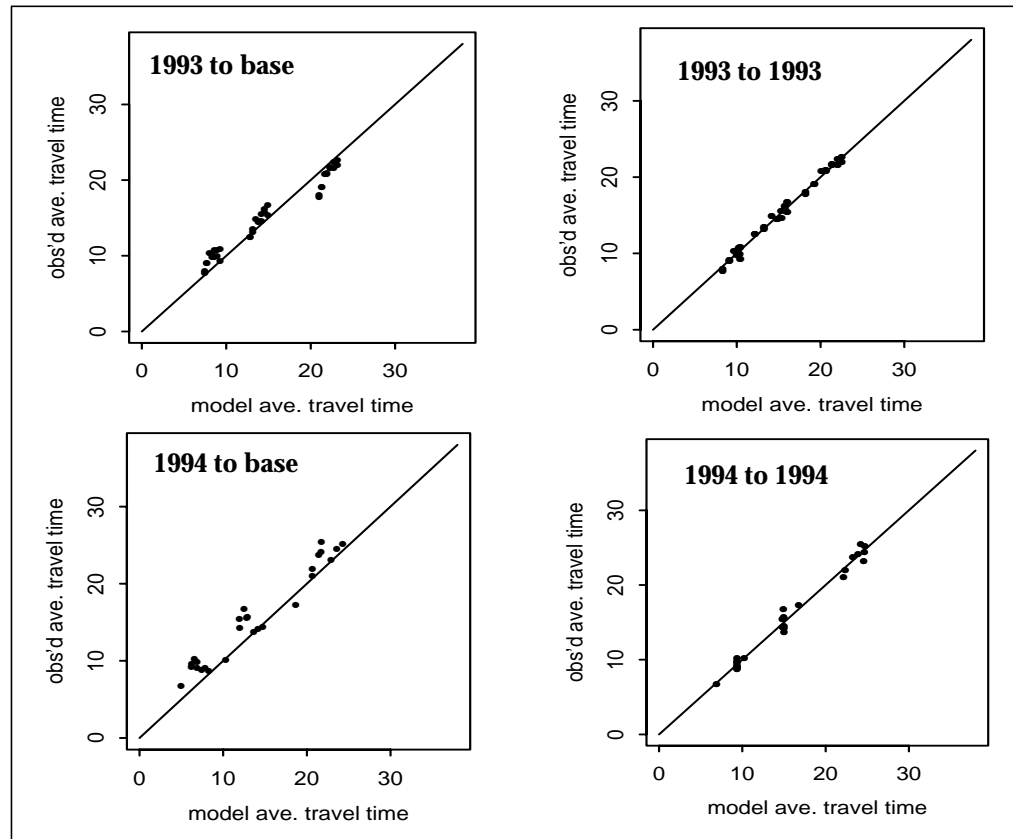 1993 to base
obs'd ave. travel time
0 10 20 30
0 10 20 30
model ave. travel time
1993 to 1993
obs'd ave. travel time
0 10 20 30
0 10 20 30
model ave. travel time
1994 to base
obs'd ave. travel time
0 10 20 30
0 10 20 30
model ave. travel time
1994 to 1994
obs'd ave. travel time
0 10 20 30
0 10 20 30
model ave. travel time